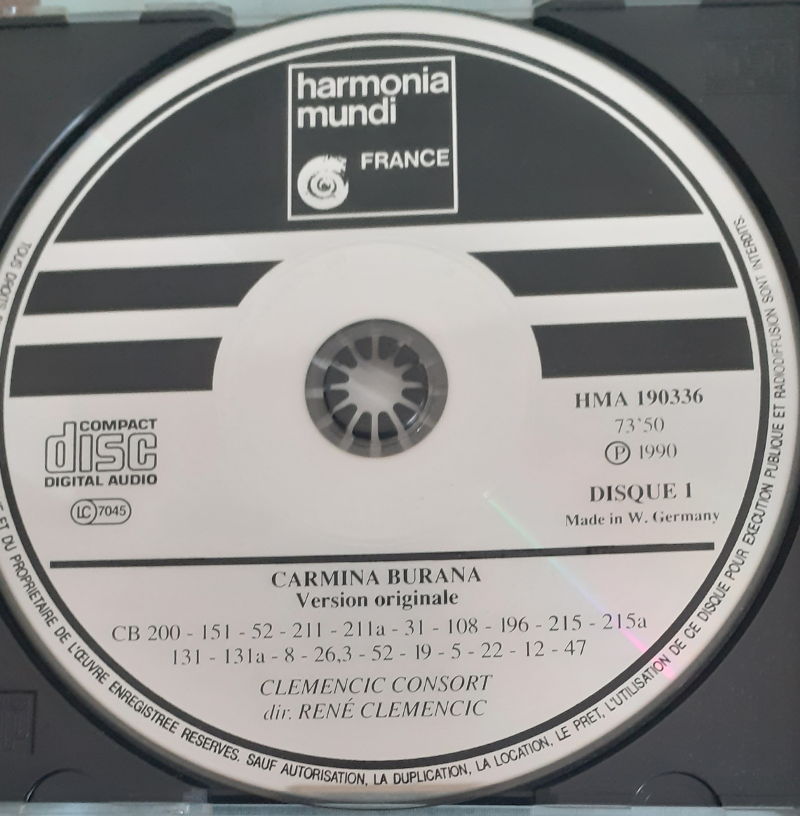 harmonia
mundi
FRANCE
COMPACT
disc
DIGITAL AUDIO
LC 7045
HMA 190336
73'50
Ⓟ 1990
DISQUE 1
Made in W. Germany
CARMINA BURANA
Version originale
CB 200 - 151 - 52 - 211 - 211a - 31 - 108 - 196 - 215 - 215a
131 - 131a - 8 - 26,3 - 52 - 19 - 5 - 22 - 12 - 47
CLEMENCIC CONSORT
dir. RENÉ CLEMENCIC
TOUS DROITS
ET DU PROPRIETAIRE DE L'ŒUVRE ENREGISTREE RESERVES. SAUF AUTORISATION, LA DUPLICATION, LA LOCATION, LE PRET, L'UTILISATION DE CE DISQUE POUR EXECUTION PUBLIQUE ET RADIODIFFUSION SONT INTERDITS.